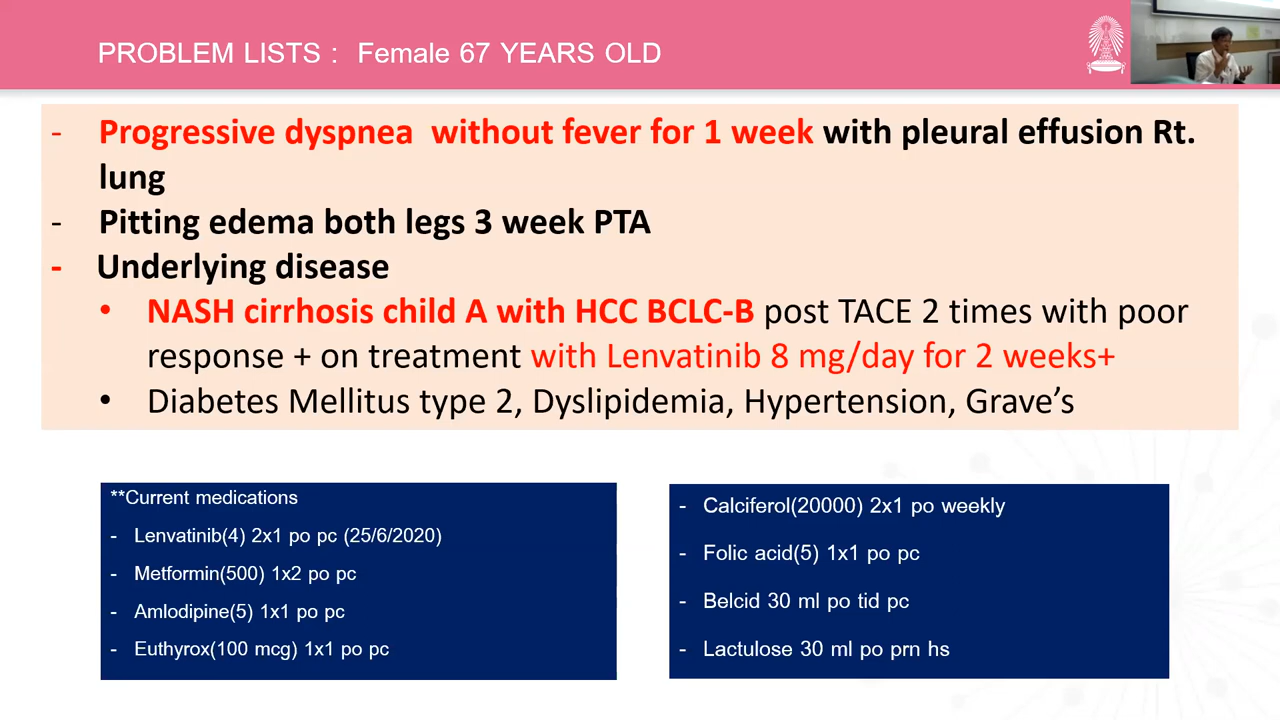 PROBLEM LISTS : Female 67 YEARS OLD
- Progressive dyspnea without fever for 1 week with pleural effusion Rt.
lung
- Pitting edema both legs 3 week PTA
- Underlying disease
• NASH cirrhosis child A with HCC BCLC-B post TACE 2 times with poor
response + on treatment with Lenvatinib 8 mg/day for 2 weeks+
• Diabetes Mellitus type 2, Dyslipidemia, Hypertension, Grave's
**Current medications
- Lenvatinib(4) 2x1 po pc (25/6/2020)
- Metformin(500) 1x2 po pc
- Amlodipine(5) 1x1 po pc
- Euthyrox(100 mcg) 1x1 po pc
- Calciferol(20000) 2x1 po weekly
- Folic acid(5) 1x1 po pc
- Belcid 30 ml po tid pc
- Lactulose 30 ml po prn hs